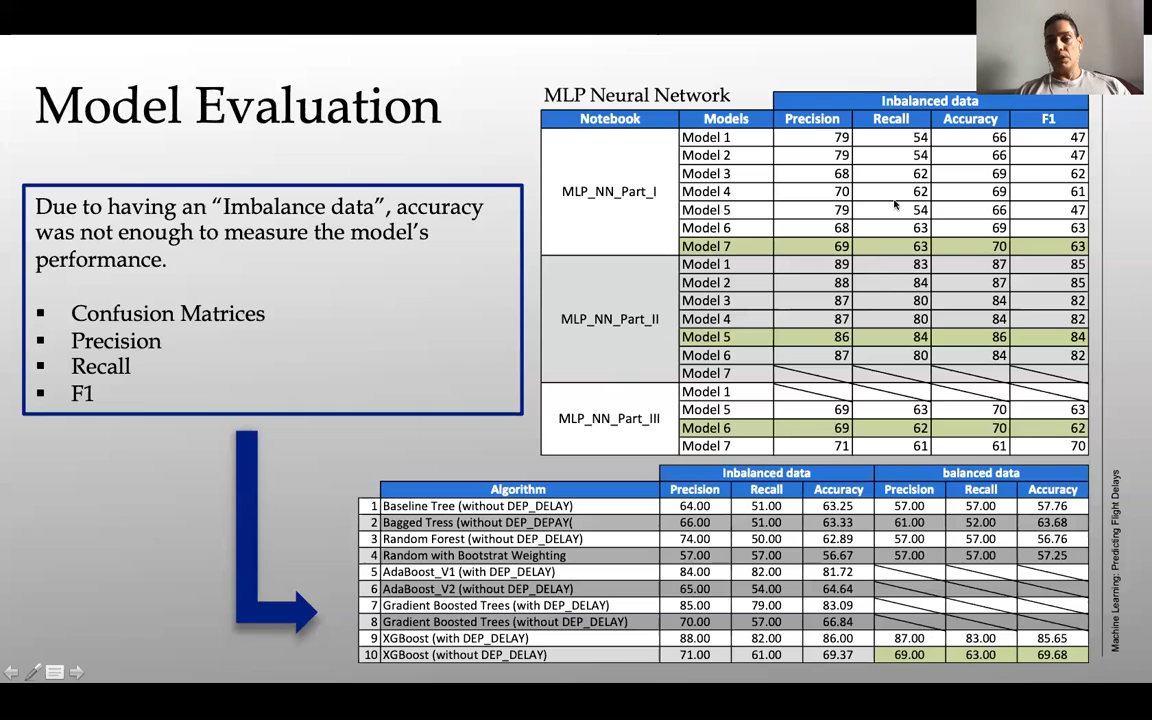 Model Evaluation
Due to having an “Imbalance data”, accuracy
was not enough to measure the model’s
performance.
▪ Confusion Matrices
▪ Precision
▪ Recall
▪ F1
MLP Neural Network
Inbalanced data
Notebook Models Precision Recall Accuracy F1
MLP_NN_Part_I
Model 1 79 54 66 47
Model 2 79 54 66 47
Model 3 68 62 69 62
Model 4 70 62 69 61
Model 5 79 54 66 47
Model 6 68 63 69 63
Model 7 69 63 70 63
MLP_NN_Part_II
Model 1 89 83 87 85
Model 2 88 84 87 85
Model 3 87 80 84 82
Model 4 87 80 84 82
Model 5 86 84 86 84
Model 6 87 80 84 82
Model 7
MLP_NN_Part_III
Model 1
Model 5 69 63 70 63
Model 6 69 62 70 62
Model 7 71 61 61 70
Inbalanced data balanced data
Algorithm Precision Recall Accuracy Precision Recall Accuracy
1 Baseline Tree (without DEP_DELAY) 64.00 51.00 63.25 57.00 57.00 57.76
2 Bagged Tress (without DEP_DEPAY( 66.00 51.00 63.33 61.00 52.00 63.68
3 Random Forest (without DEP_DELAY) 74.00 50.00 62.89 57.00 59.00 56.76
4 Random with Bootstrat Weighting 57.00 57.00 56.67 57.00 57.00 57.25
5 AdaBoost_V1 (with DEP_DELAY) 84.00 82.00 81.72
6 AdaBoost_V2 (without DEP_DELAY) 65.00 54.00 64.64
7 Gradient Boosted Trees (with DEP_DELAY) 85.00 79.00 83.09
8 Gradient Boosted Trees (without DEP_DELAY) 70.00 57.00 66.84
9 XGBoost (with DEP_DELAY) 88.00 82.00 86.00 87.00 83.00 85.65
10 XGBoost (without DEP_DELAY) 71.00 61.00 69.37 69.00 63.00 69.68
Machine Learning: Predicting Flight Delays